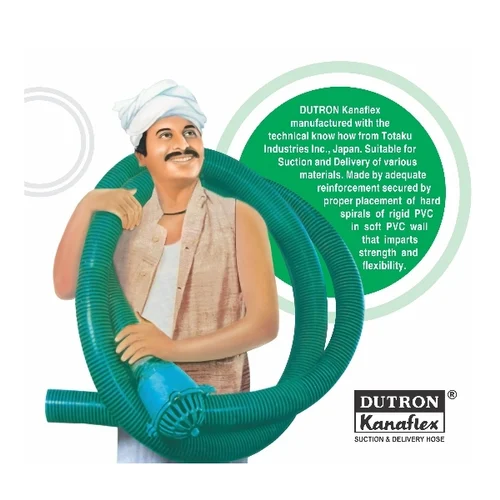 DUTRON Kanaflex
manufactured with the
technical know how from Totaku
Industries Inc., Japan. Suitable for
Suction and Delivery of various
materials. Made by adequate
reinforcement secured by
proper placement of hard
spirals of rigid PVC
in soft PVC wall
that imparts
strength and
flexibility.
DUTRON ®
Kanaflex
SUCTION & DELIVERY HOSE